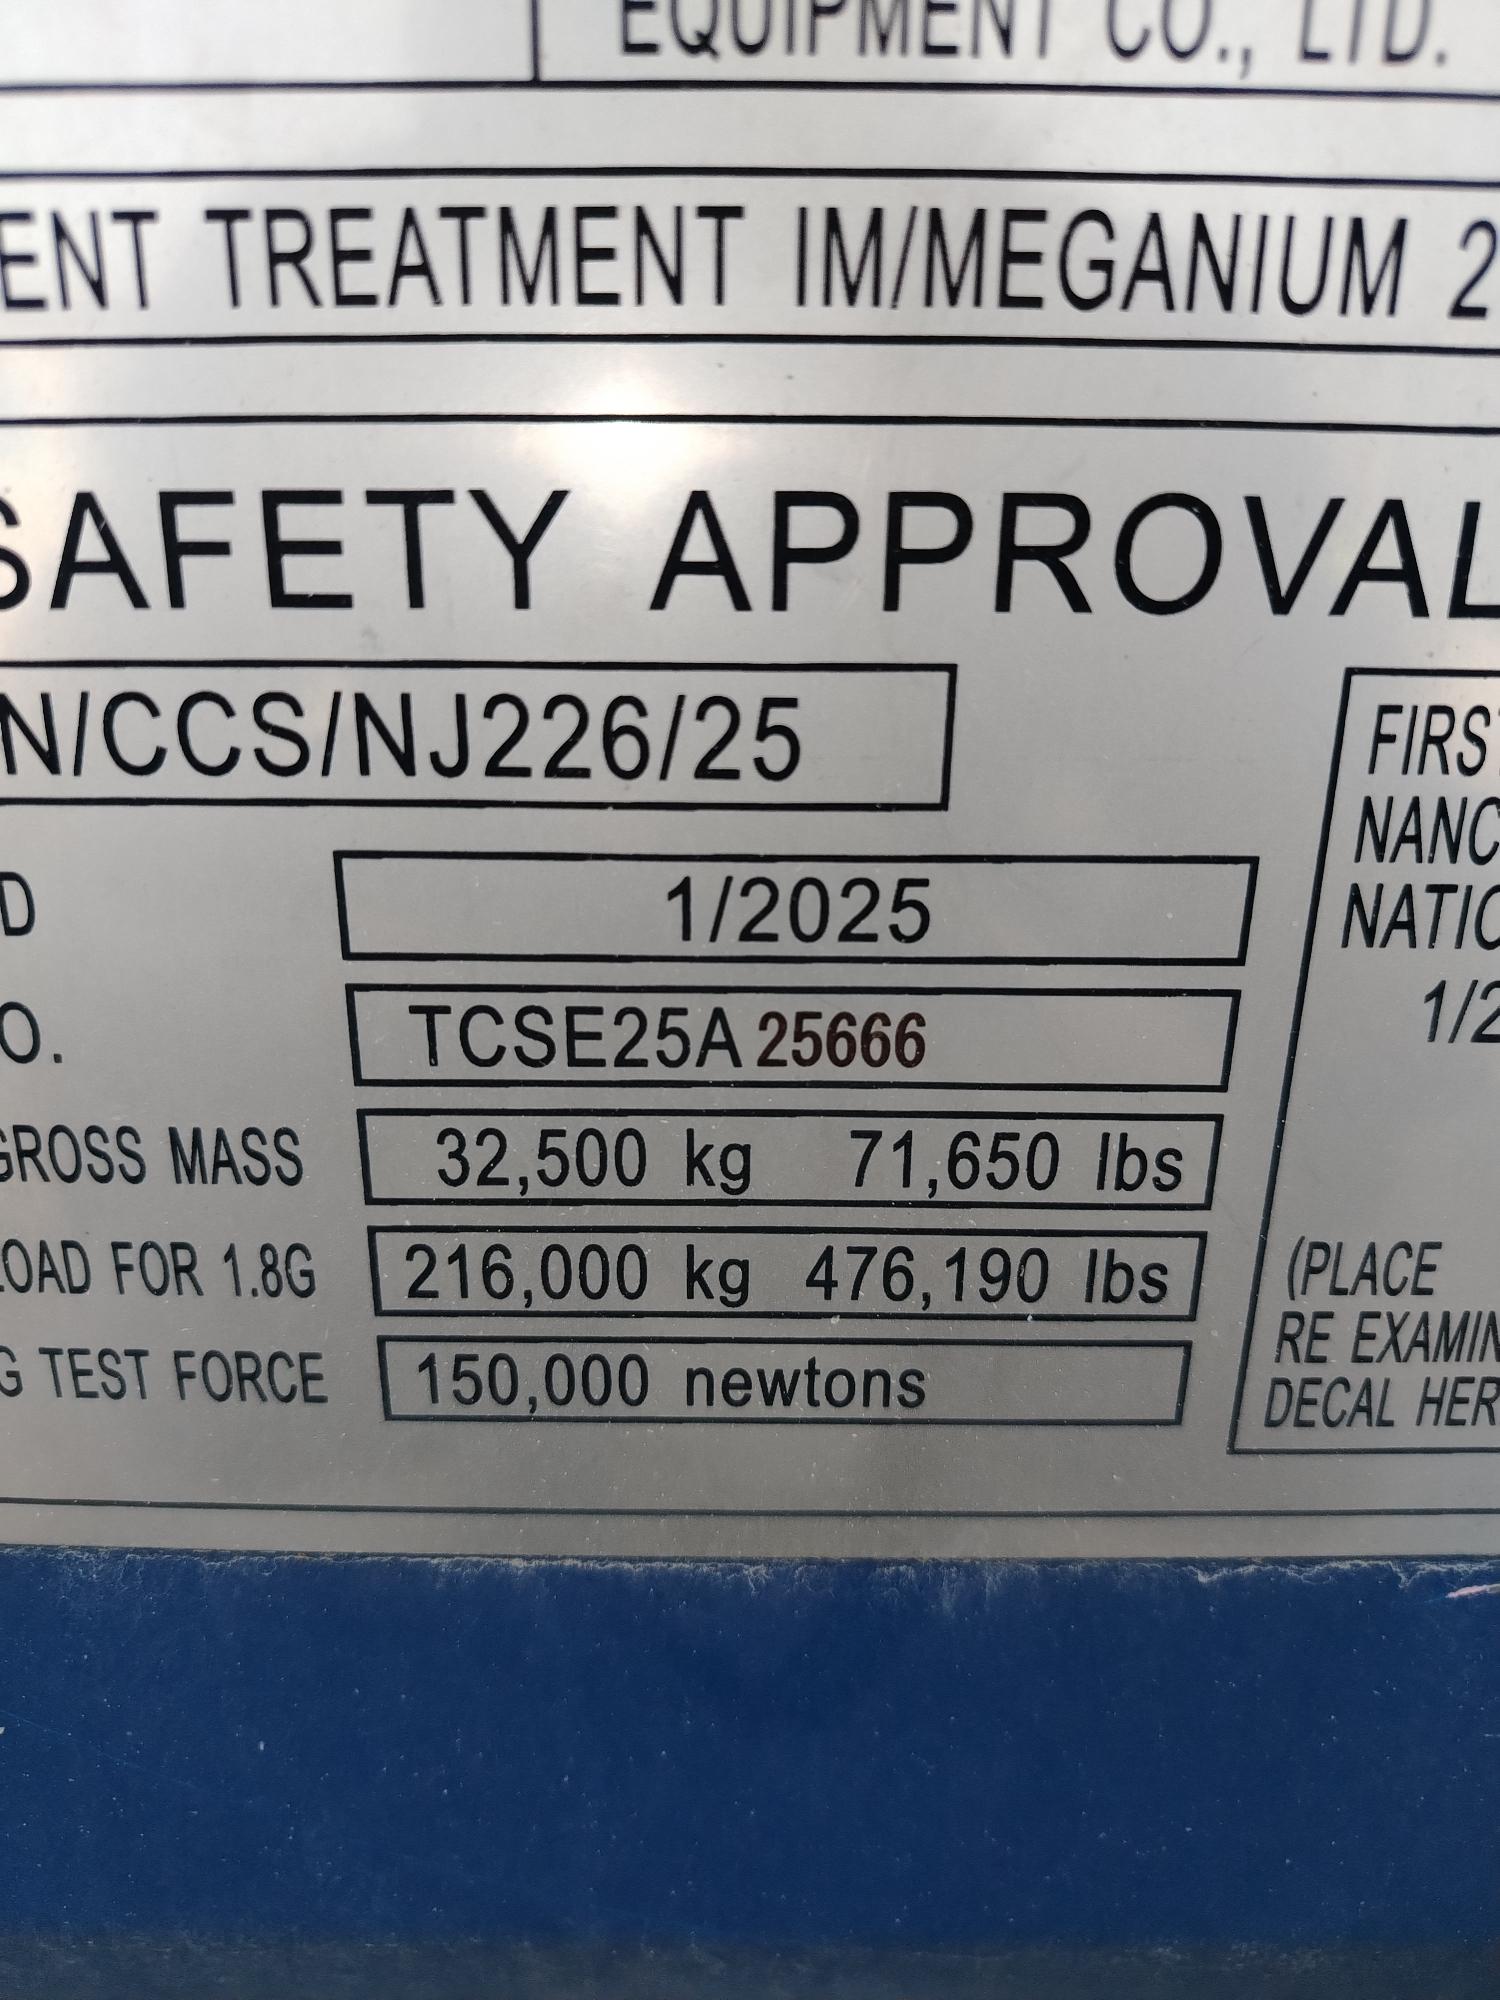 EQUIPMENT CO., LTD.
ENT TREATMENT IM/MEGANIUM 2
SAFETY APPROVAL
N/CCS/NJ226/25
D 1/2025
O. TCSE25A 25666
GROSS MASS 32,500 kg 71,650 lbs
LOAD FOR 1.8G 216,000 kg 476,190 lbs
G TEST FORCE 150,000 newtons
FIRST
NANC
NATIO
1/2
(PLACE
RE EXAMIN
DECAL HER